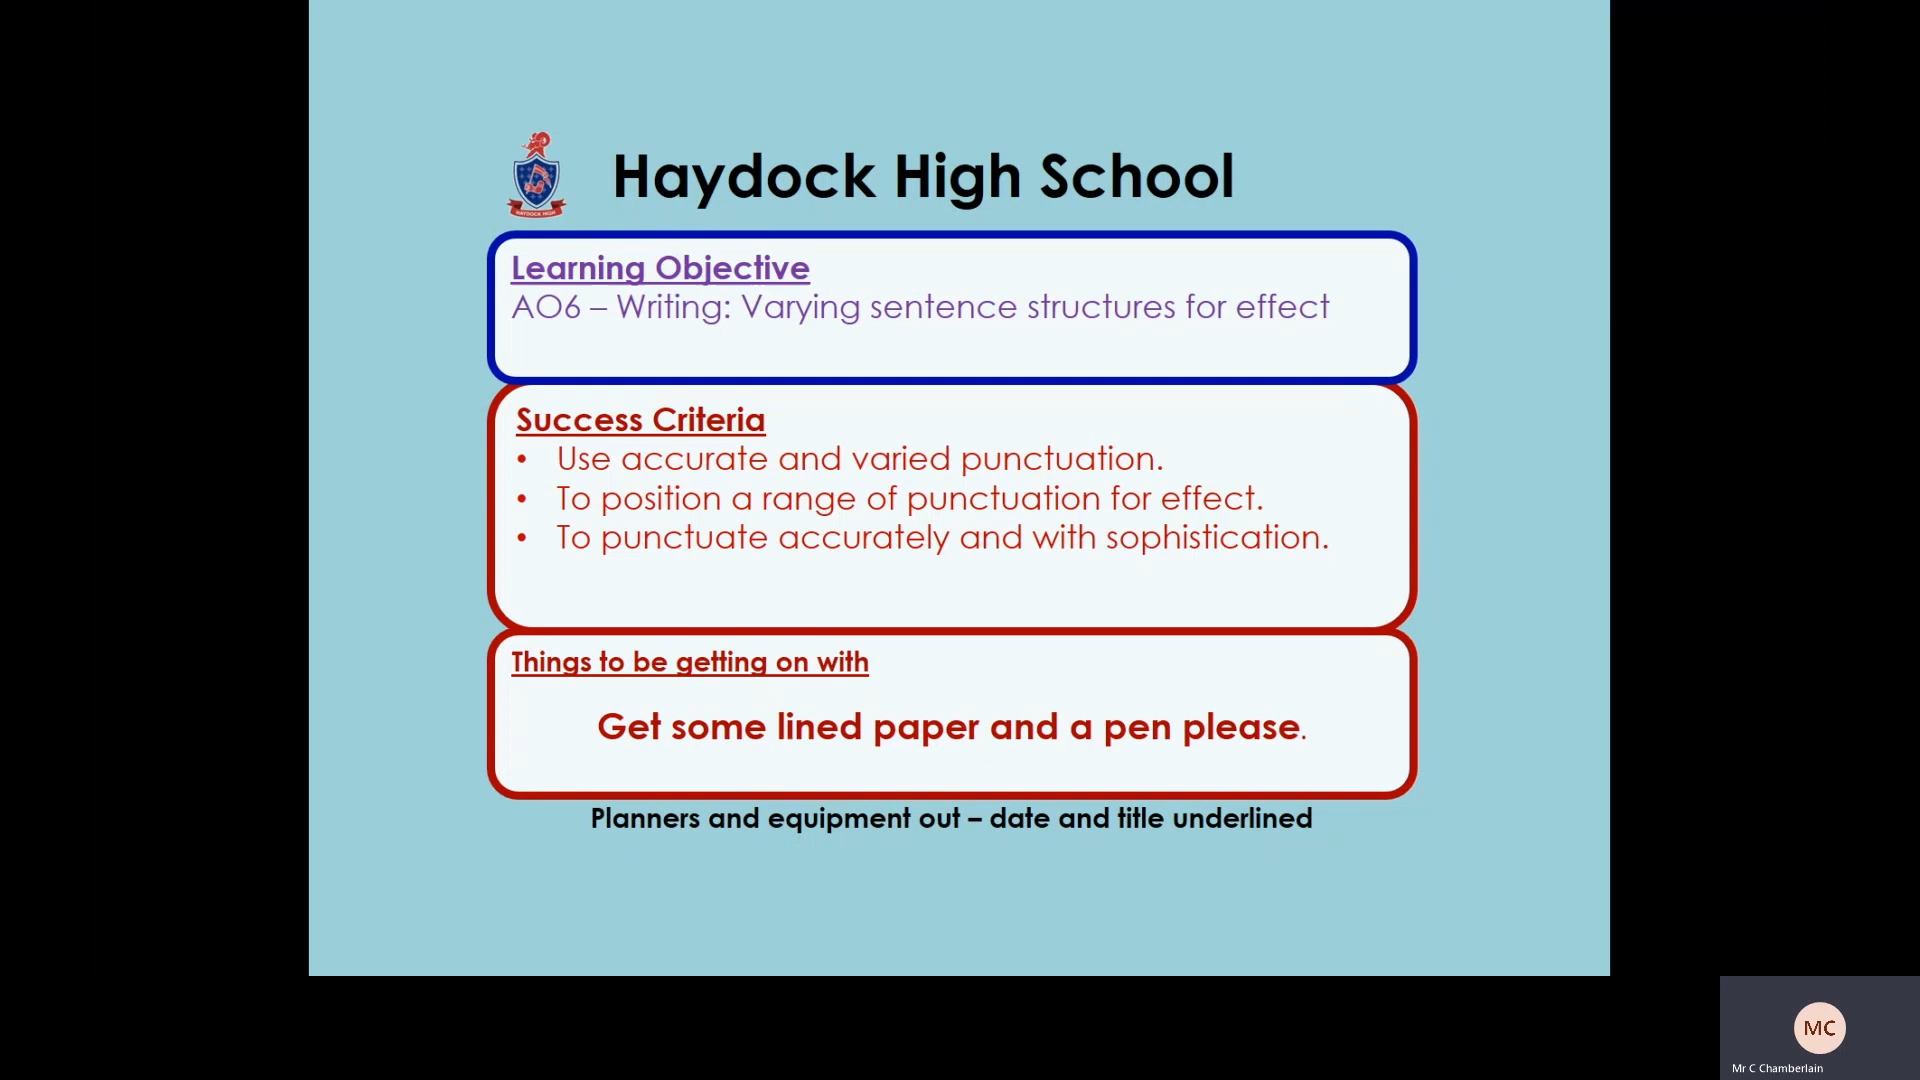 HAYDOCK HIGH
Haydock High School
Learning Objective
AO6 – Writing: Varying sentence structures for effect
Success Criteria
• Use accurate and varied punctuation.
• To position a range of punctuation for effect.
• To punctuate accurately and with sophistication.
Things to be getting on with
Get some lined paper and a pen please.
Planners and equipment out – date and title underlined
MC
Mr C Chamberlain